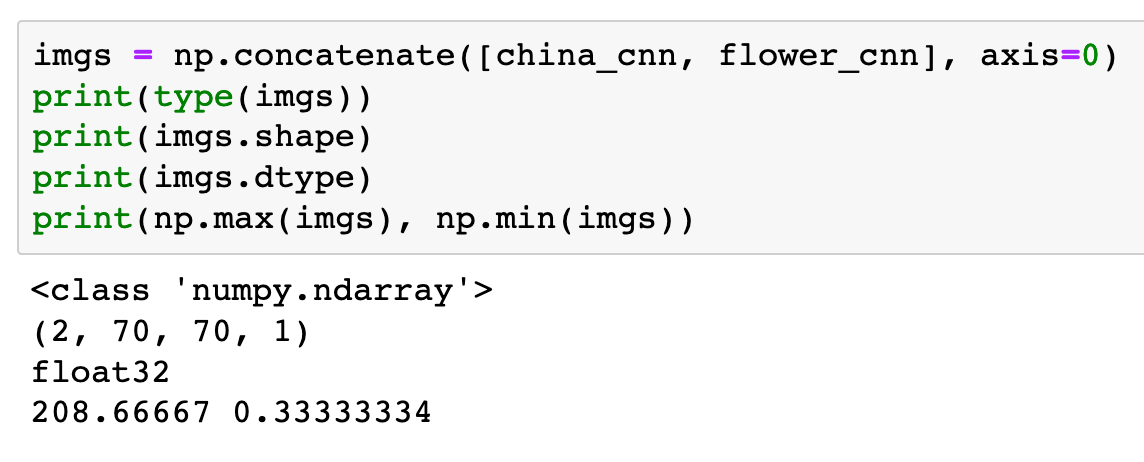 imgs = np.concatenate([china_cnn, flower_cnn], axis=0)
print(type(imgs))
print(imgs.shape)
print(imgs.dtype)
print(np.max(imgs), np.min(imgs))
<class 'numpy.ndarray'>
(2, 70, 70, 1)
float32
208.66667 0.33333334